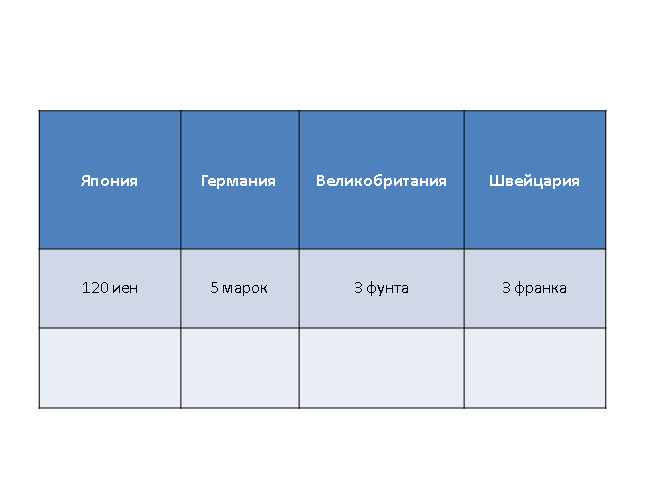 Япония Германия Великобритания Швейцария
120 иен 5 марок 3 фунта 3 франка